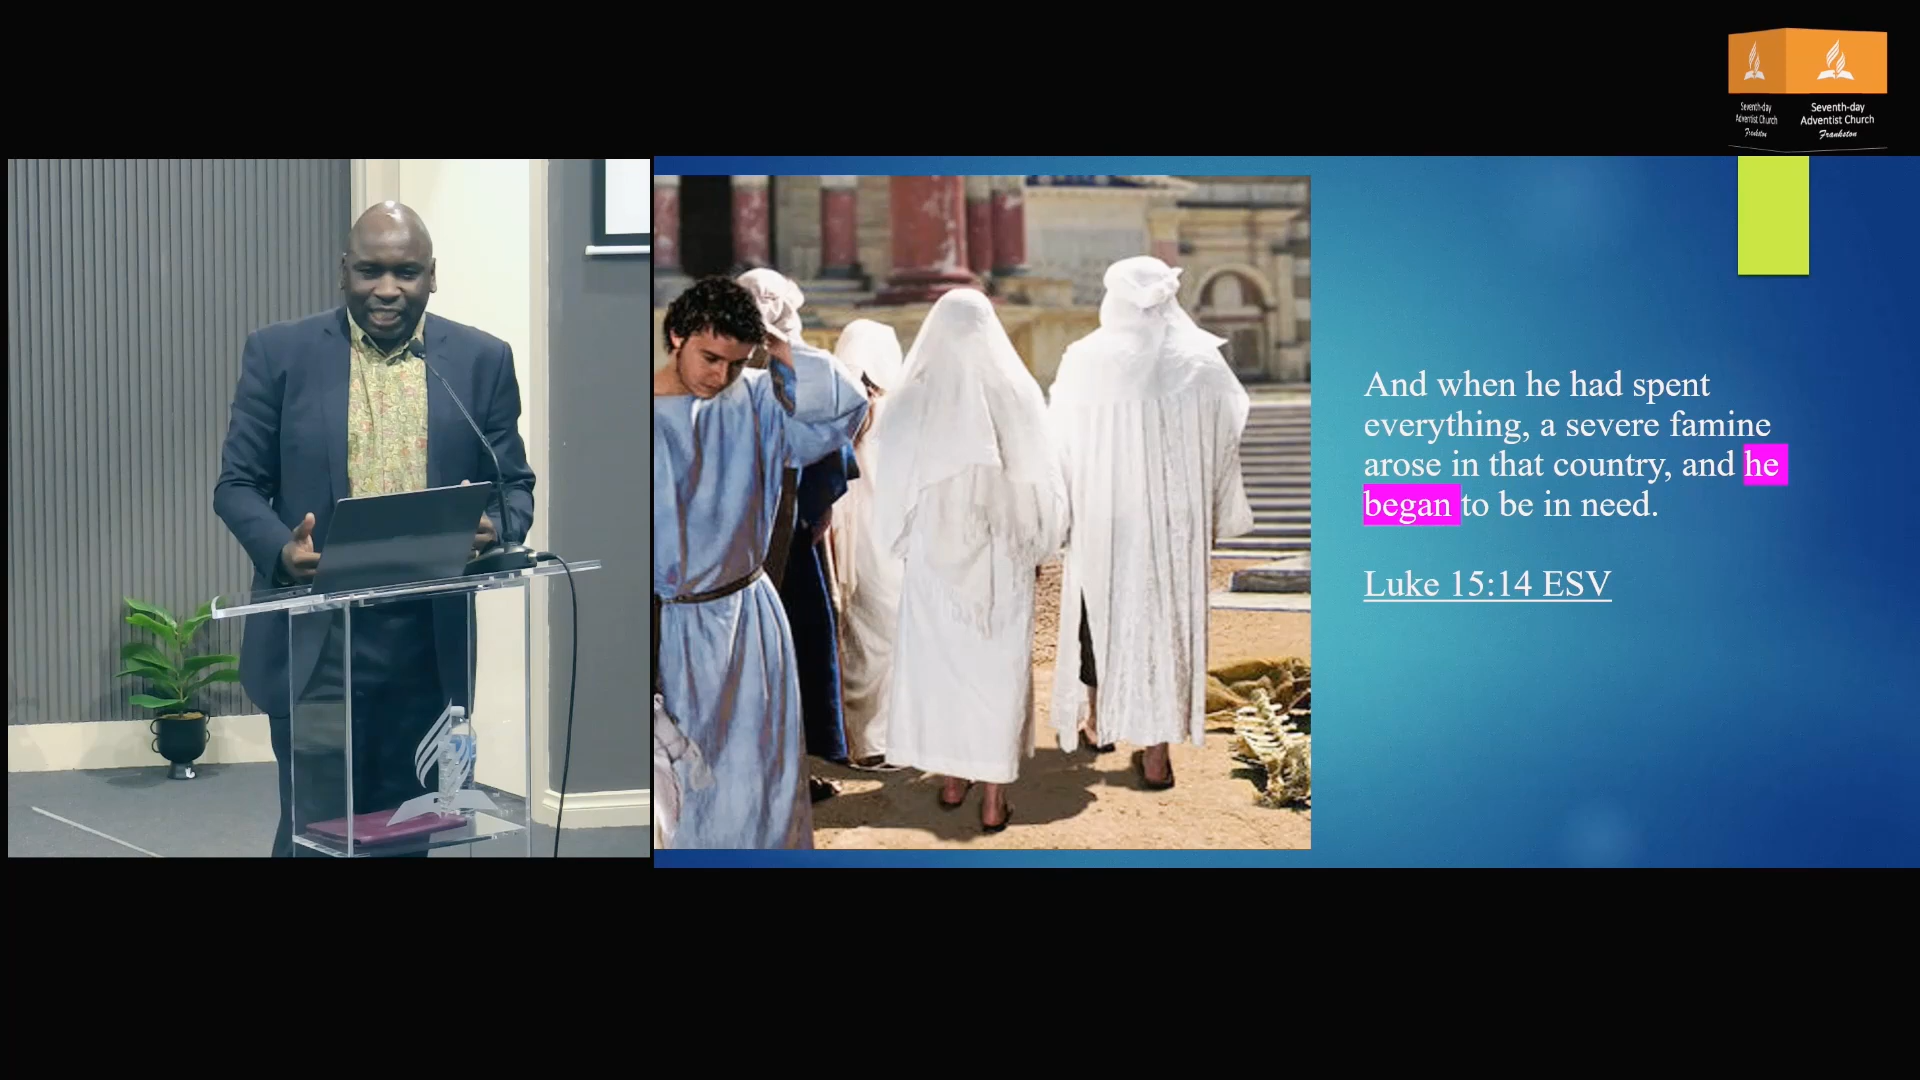 Seventh-day
Adventist Church
Frankston
Seventh-day
Adventist Church
Frankston
And when he had spent
everything, a severe famine
arose in that country, and he
began to be in need.
Luke 15:14 ESV